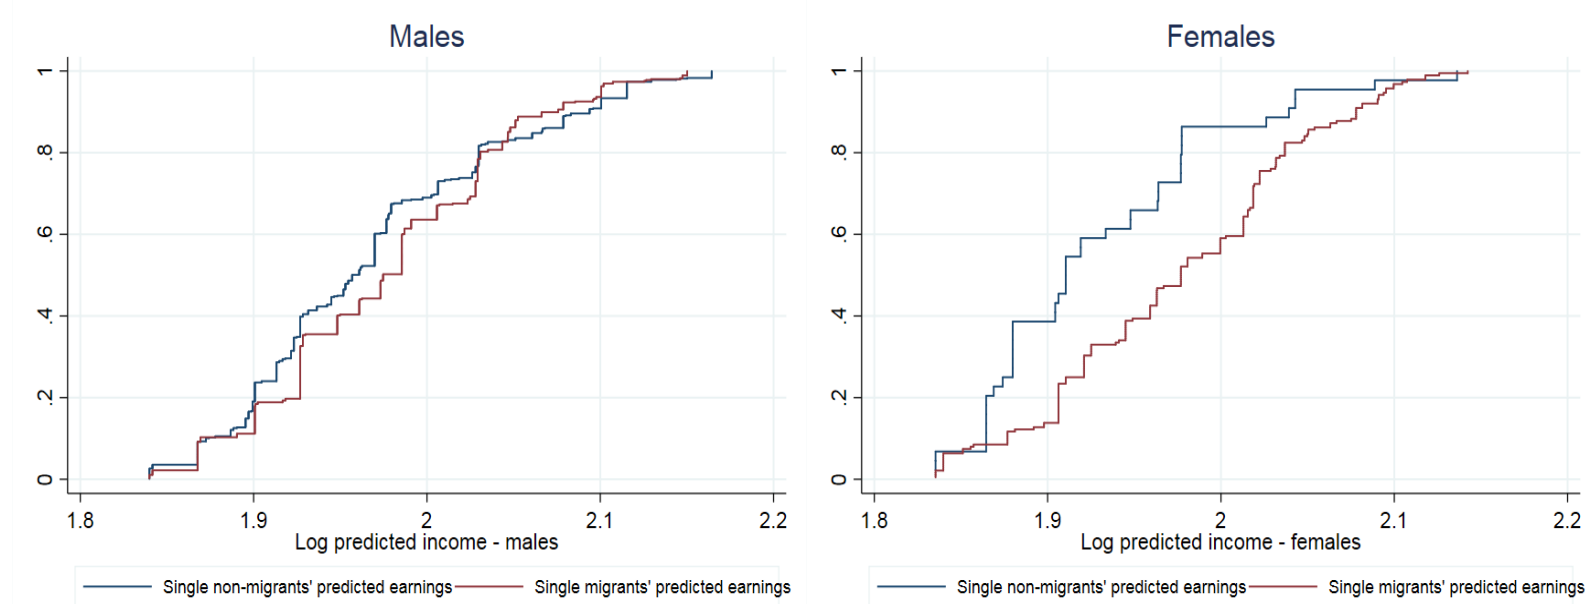 Males
1
.8
.6
.4
.2
0
1.8 1.9 2 2.1 2.2
Log predicted income - males
Single non-migrants' predicted earnings Single migrants' predicted earnings
Females
1
.8
.6
.4
.2
0
1.8 1.9 2 2.1 2.2
Log predicted income - females
Single non-migrants' predicted earnings Single migrants' predicted earnings